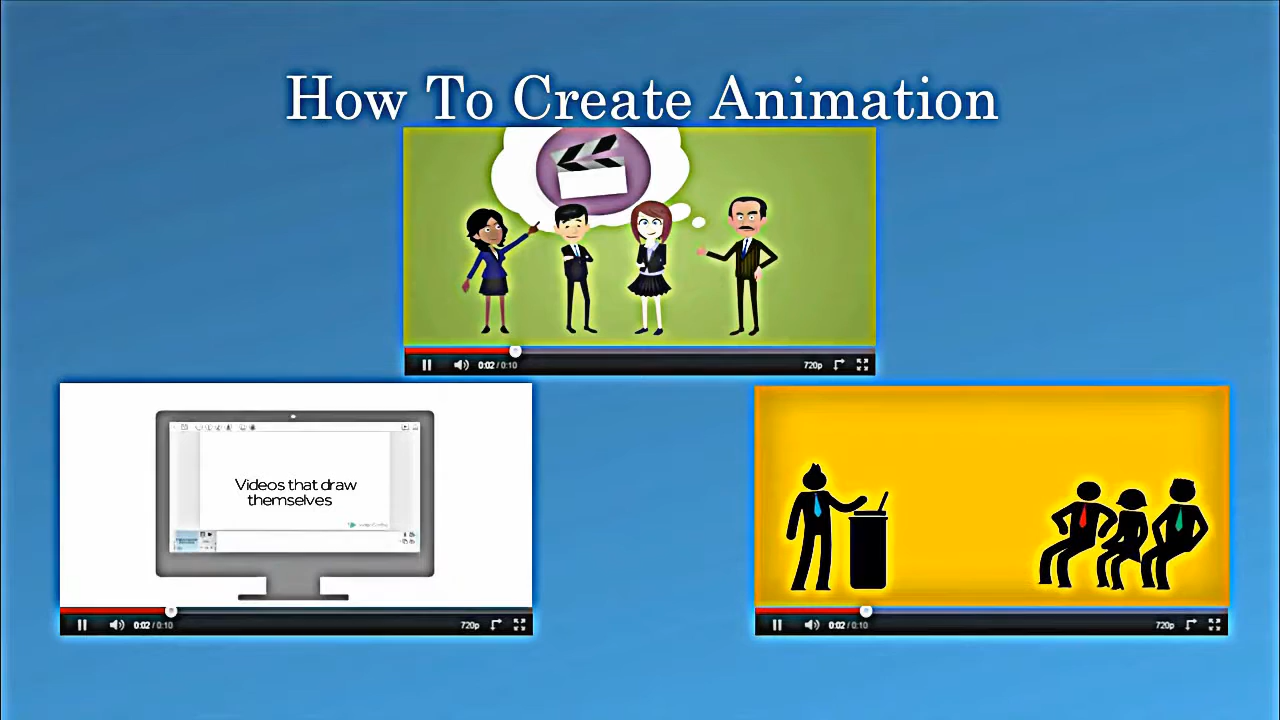 How To Create Animation
0:02 / 0:10
720p
Videos that draw
themselves
0:02 / 0:10
720p
0:02 / 0:10
720p